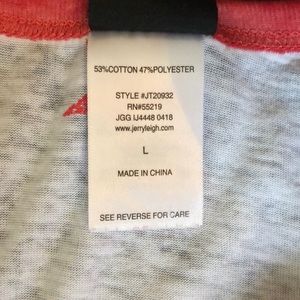 53%COTTON 47%POLYESTER
STYLE #JT20932
RN#55219
JGG IJ4448 0418
www.jerryleigh.com
L
MADE IN CHINA
SEE REVERSE FOR CARE